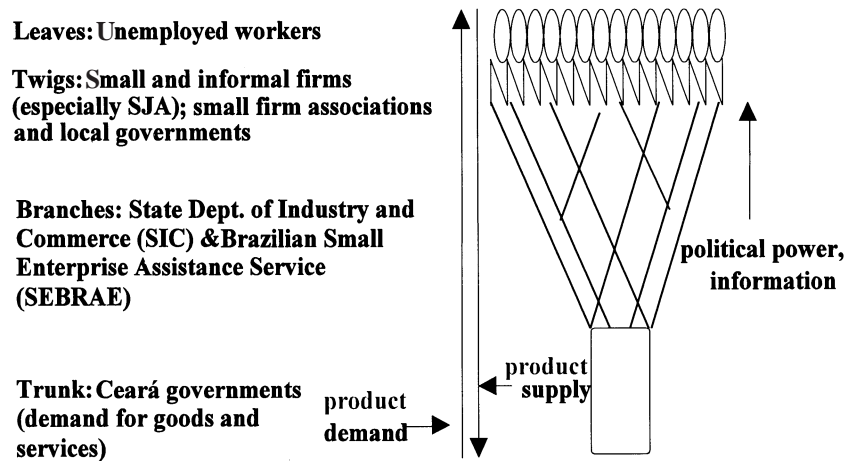 Leaves: Unemployed workers
Twigs: Small and informal firms
(especially SJA); small firm associations
and local governments
Branches: State Dept. of Industry and
Commerce (SIC) &Brazilian Small
Enterprise Assistance Service
(SEBRAE)
political power,
information
Trunk: Ceará governments
(demand for goods and
services)
product
demand
product
supply